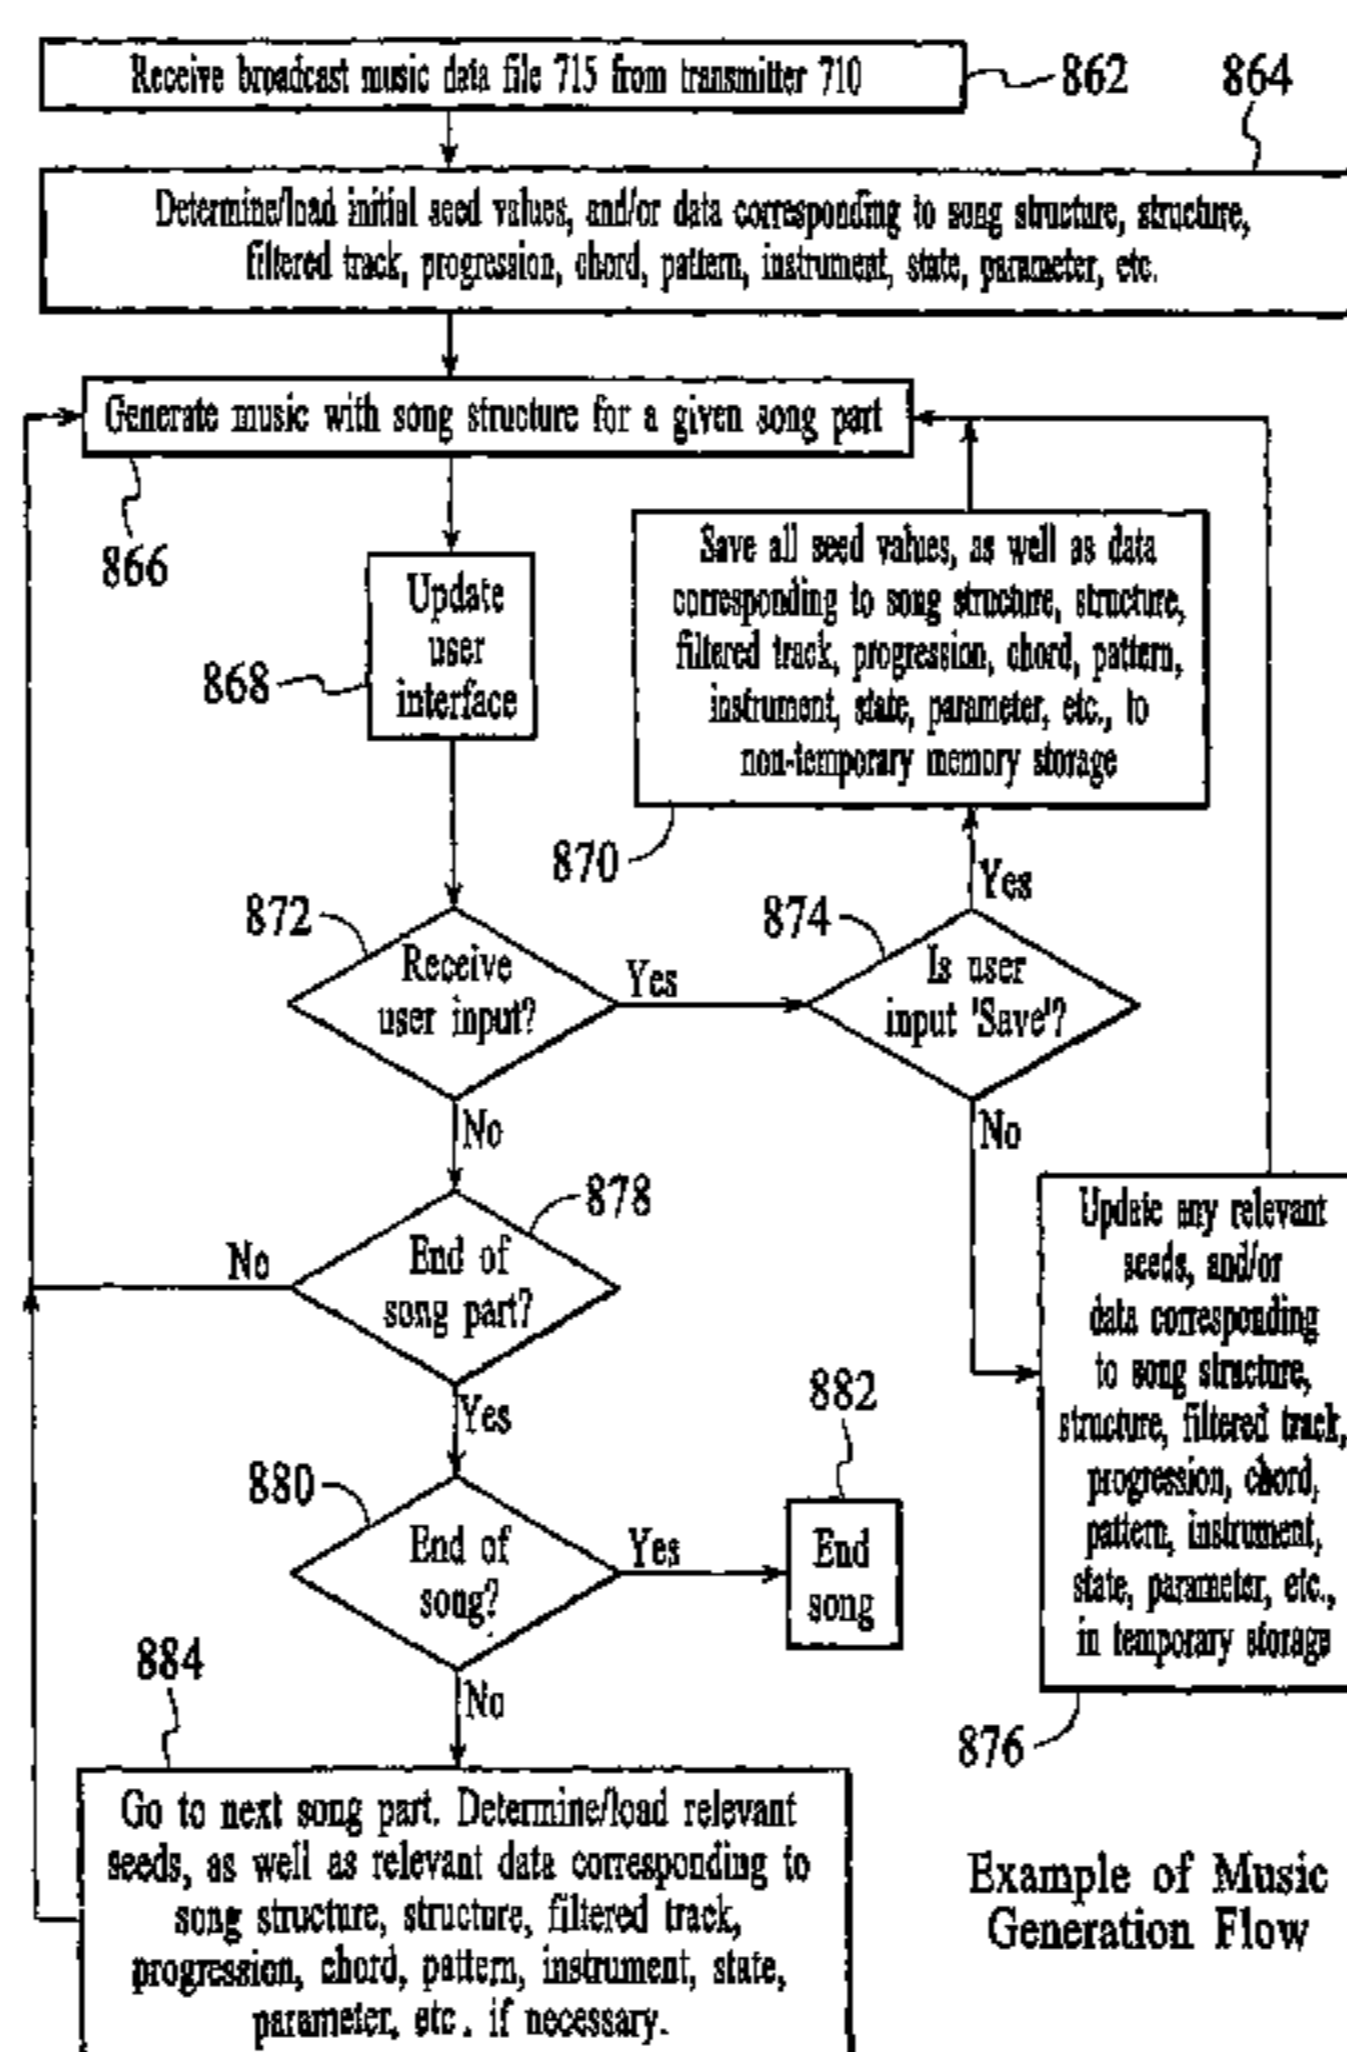 Receive broadcast music data file 715 from transmitter 710
862
864
Determine/load initial seed values, and/or data corresponding to song structure, structure,
filtered track, progression, chord, pattern, instrument, state, parameter, etc.
Generate music with song structure for a given song part
866
Update
user
interface
868
Save all seed values, as well as data
corresponding to song structure, structure,
filtered track, progression, chord, pattern,
instrument, state, parameter, etc., to
non-temporary memory storage
870
Yes
872
Receive
user input?
Yes
874
Is user
input 'Save'?
No
No
878
End of
song part?
No
Yes
Update any relevant
seeds, and/or
data corresponding
to song structure,
structure, filtered track,
progression, chord,
pattern, instrument,
state, parameter, etc.,
in temporary storage
876
880
End of
song?
Yes
882
End
song
No
884
Go to next song part. Determine/load relevant
seeds, as well as relevant data corresponding to
song structure, structure, filtered track,
progression, chord, pattern, instrument, state,
parameter, etc., if necessary.
Example of Music
Generation Flow